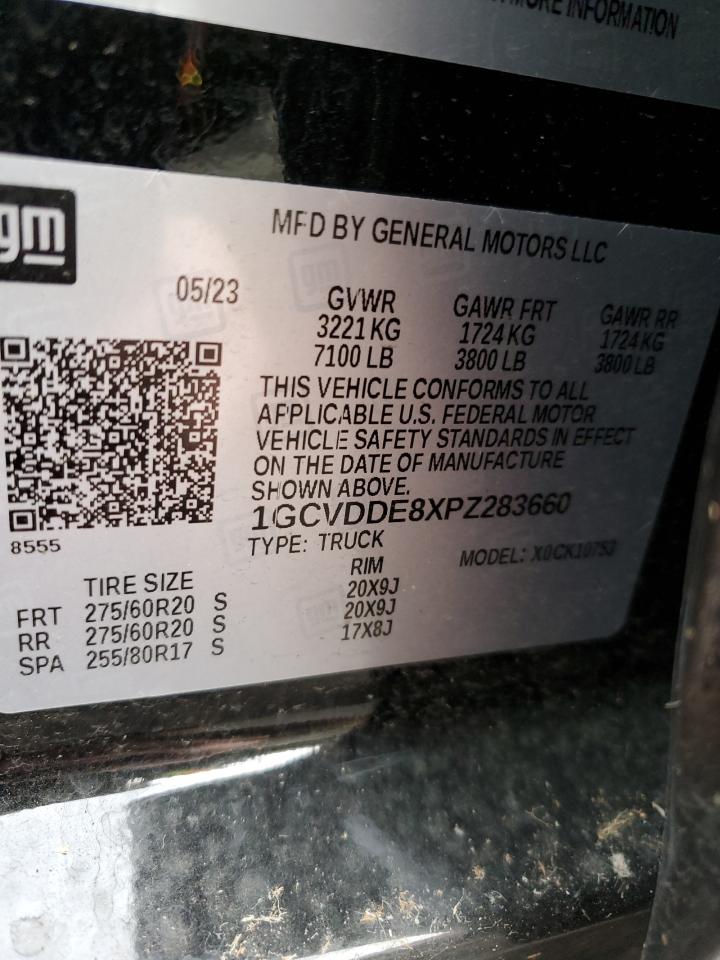 MORE INFORMATION
gm
MFD BY GENERAL MOTORS LLC
05/23
GVWR GAWR FRT GAWR RR
3221 KG 1724 KG 1724 KG
7100 LB 3800 LB 3800 LB
THIS VEHICLE CONFORMS TO ALL
APPLICABLE U.S. FEDERAL MOTOR
VEHICLE SAFETY STANDARDS IN EFFECT
ON THE DATE OF MANUFACTURE
SHOWN ABOVE.
1GCVDDE8XPZ283660
8555
TYPE: TRUCK MODEL: X0CK10753
TIRE SIZE RIM
FRT 275/60R20 S 20X9J
RR 275/60R20 S 20X9J
SPA 255/80R17 S 17X8J